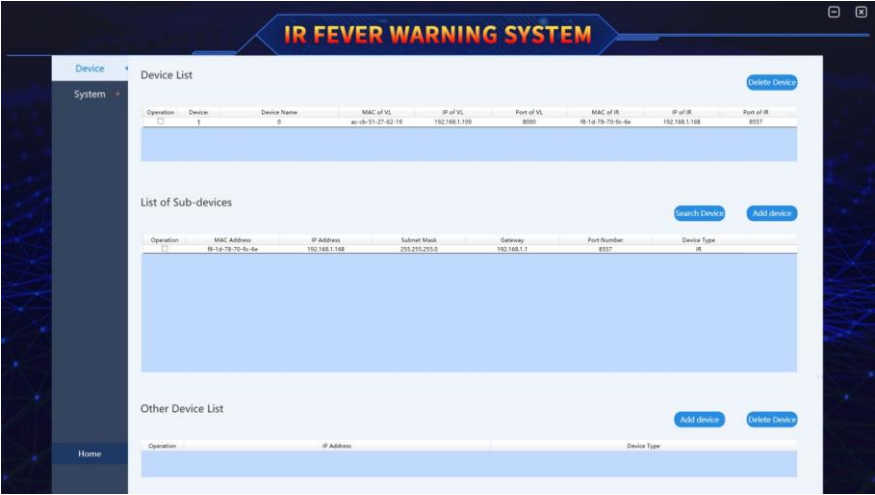 IR FEVER WARNING SYSTEM
Device
System
Home
Device List
Delete Device
Operation Device: Device Name MAC of VL IP of VL Port of VL MAC of IR IP of IR Port of IR
1 0 ac-cb-51-27-62-19 192.168.1.109 8000 f8-1d-78-70-9c-6e 192.168.1.168 8557
List of Sub-devices
Search Device Add device
Operation MAC Address IP Address Subnet Mask Gateway Port Number Device Type
f8-1d-78-70-9c-6e 192.168.1.168 255.255.255.0 192.168.1.1 8557 IR
Other Device List
Add device Delete Device
Operation IP Address Device Type